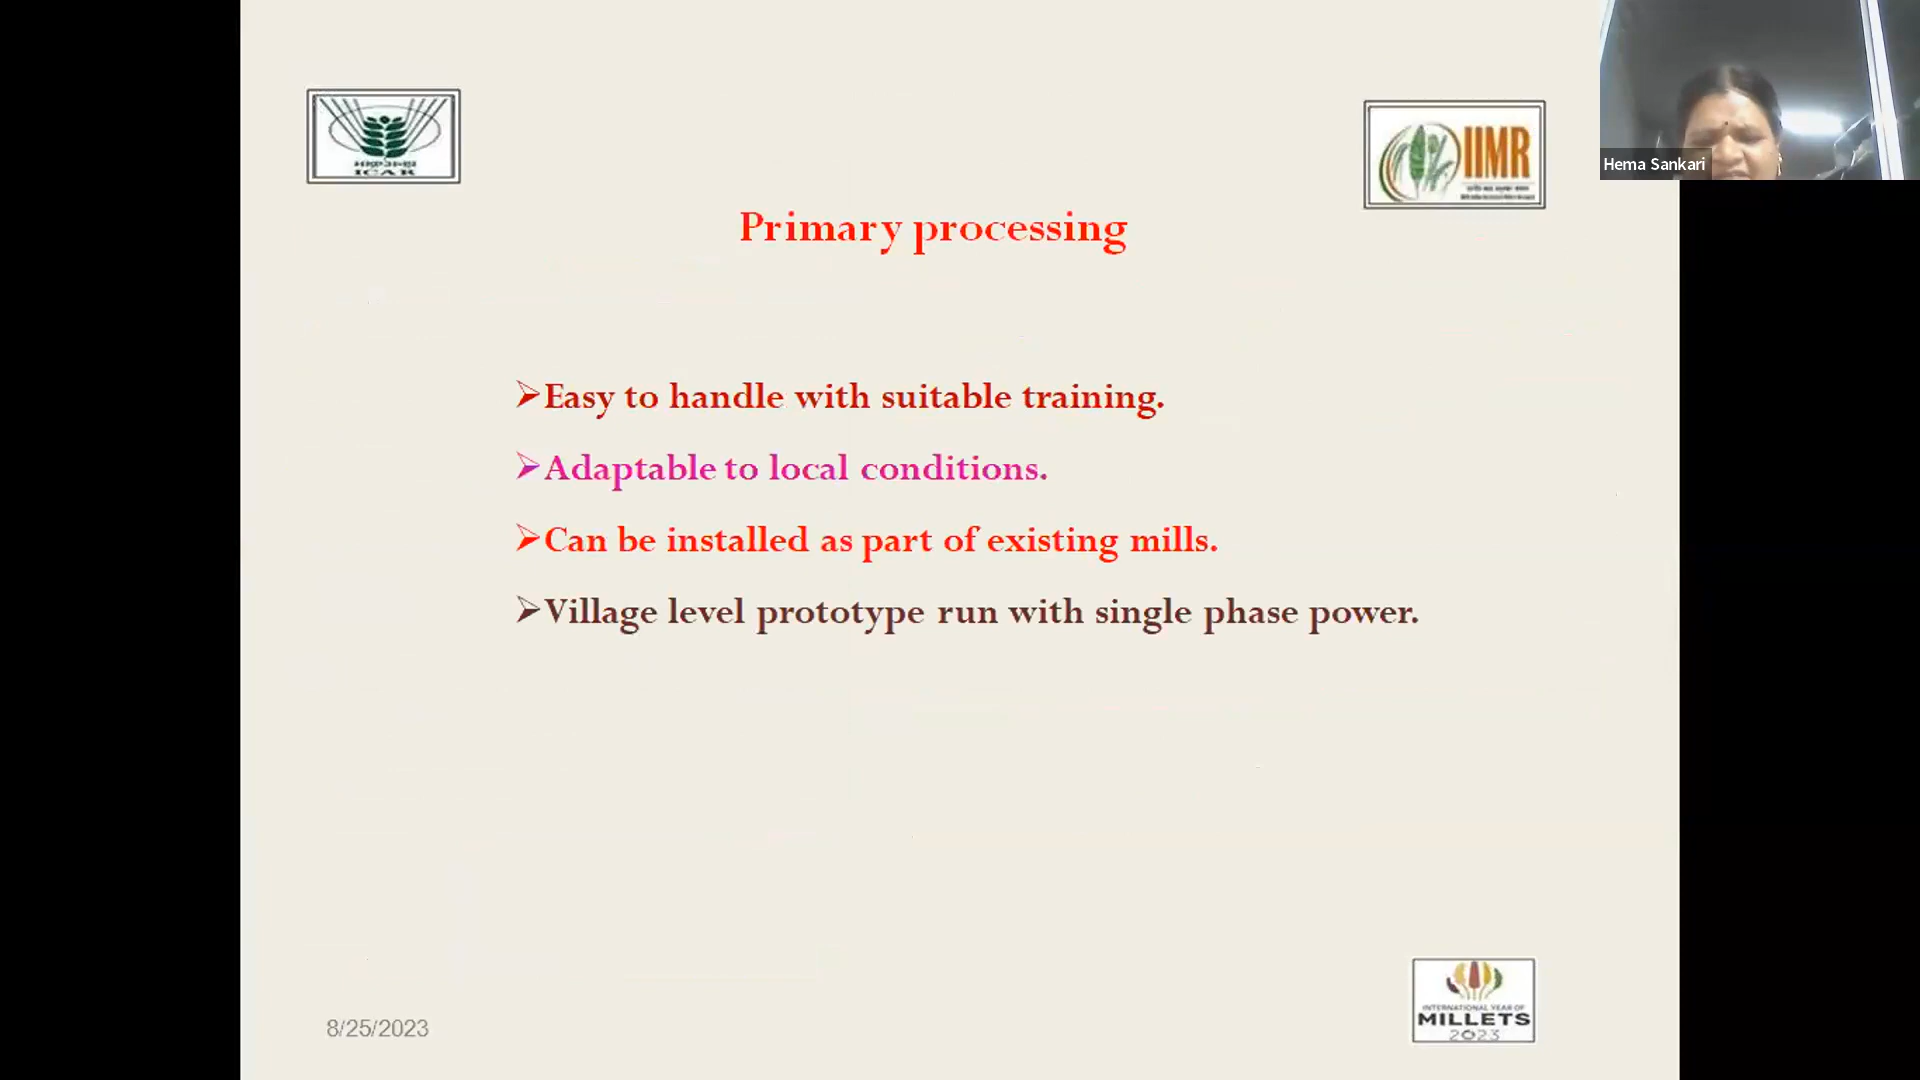 ICAR
IIMR
Hema Sankari
Primary processing
➢Easy to handle with suitable training.
➢Adaptable to local conditions.
➢Can be installed as part of existing mills.
➢Village level prototype run with single phase power.
INTERNATIONAL YEAR OF
MILLETS
2023
8/25/2023